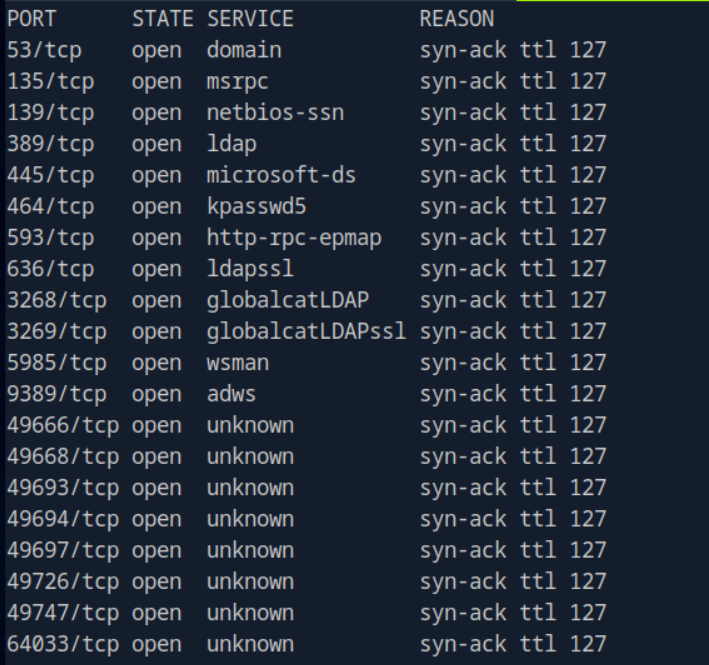 PORT STATE SERVICE REASON
53/tcp open domain syn-ack ttl 127
135/tcp open msrpc syn-ack ttl 127
139/tcp open netbios-ssn syn-ack ttl 127
389/tcp open ldap syn-ack ttl 127
445/tcp open microsoft-ds syn-ack ttl 127
464/tcp open kpasswd5 syn-ack ttl 127
593/tcp open http-rpc-epmap syn-ack ttl 127
636/tcp open ldapssl syn-ack ttl 127
3268/tcp open globalcatLDAP syn-ack ttl 127
3269/tcp open globalcatLDAPssl syn-ack ttl 127
5985/tcp open wsman syn-ack ttl 127
9389/tcp open adws syn-ack ttl 127
49666/tcp open unknown syn-ack ttl 127
49668/tcp open unknown syn-ack ttl 127
49693/tcp open unknown syn-ack ttl 127
49694/tcp open unknown syn-ack ttl 127
49697/tcp open unknown syn-ack ttl 127
49726/tcp open unknown syn-ack ttl 127
49747/tcp open unknown syn-ack ttl 127
64033/tcp open unknown syn-ack ttl 127